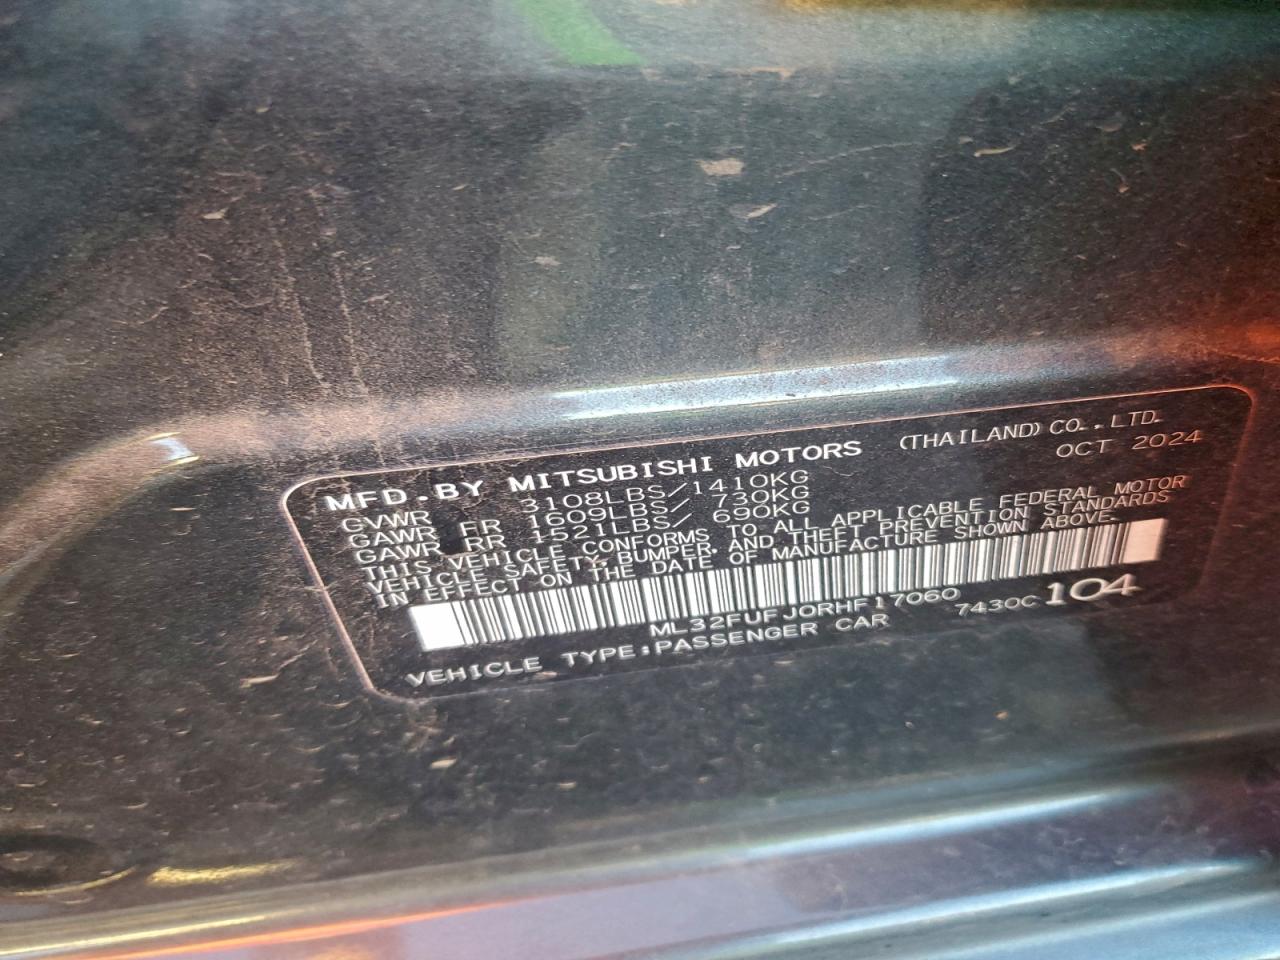 MFD.BY MITSUBISHI MOTORS (THAILAND) CO.,LTD.
OCT 2024
GVWR 3108LBS/1410KG
GAWR FR 1609LBS/ 730KG
GAWR RR 1521LBS/ 690KG
THIS VEHICLE CONFORMS TO ALL APPLICABLE FEDERAL MOTOR
VEHICLE SAFETY, BUMPER, AND THEFT PREVENTION STANDARDS
IN EFFECT ON THE DATE OF MANUFACTURE SHOWN ABOVE.
ML32FUFJ0RHF17060
VEHICLE TYPE:PASSENGER CAR 7430C 104